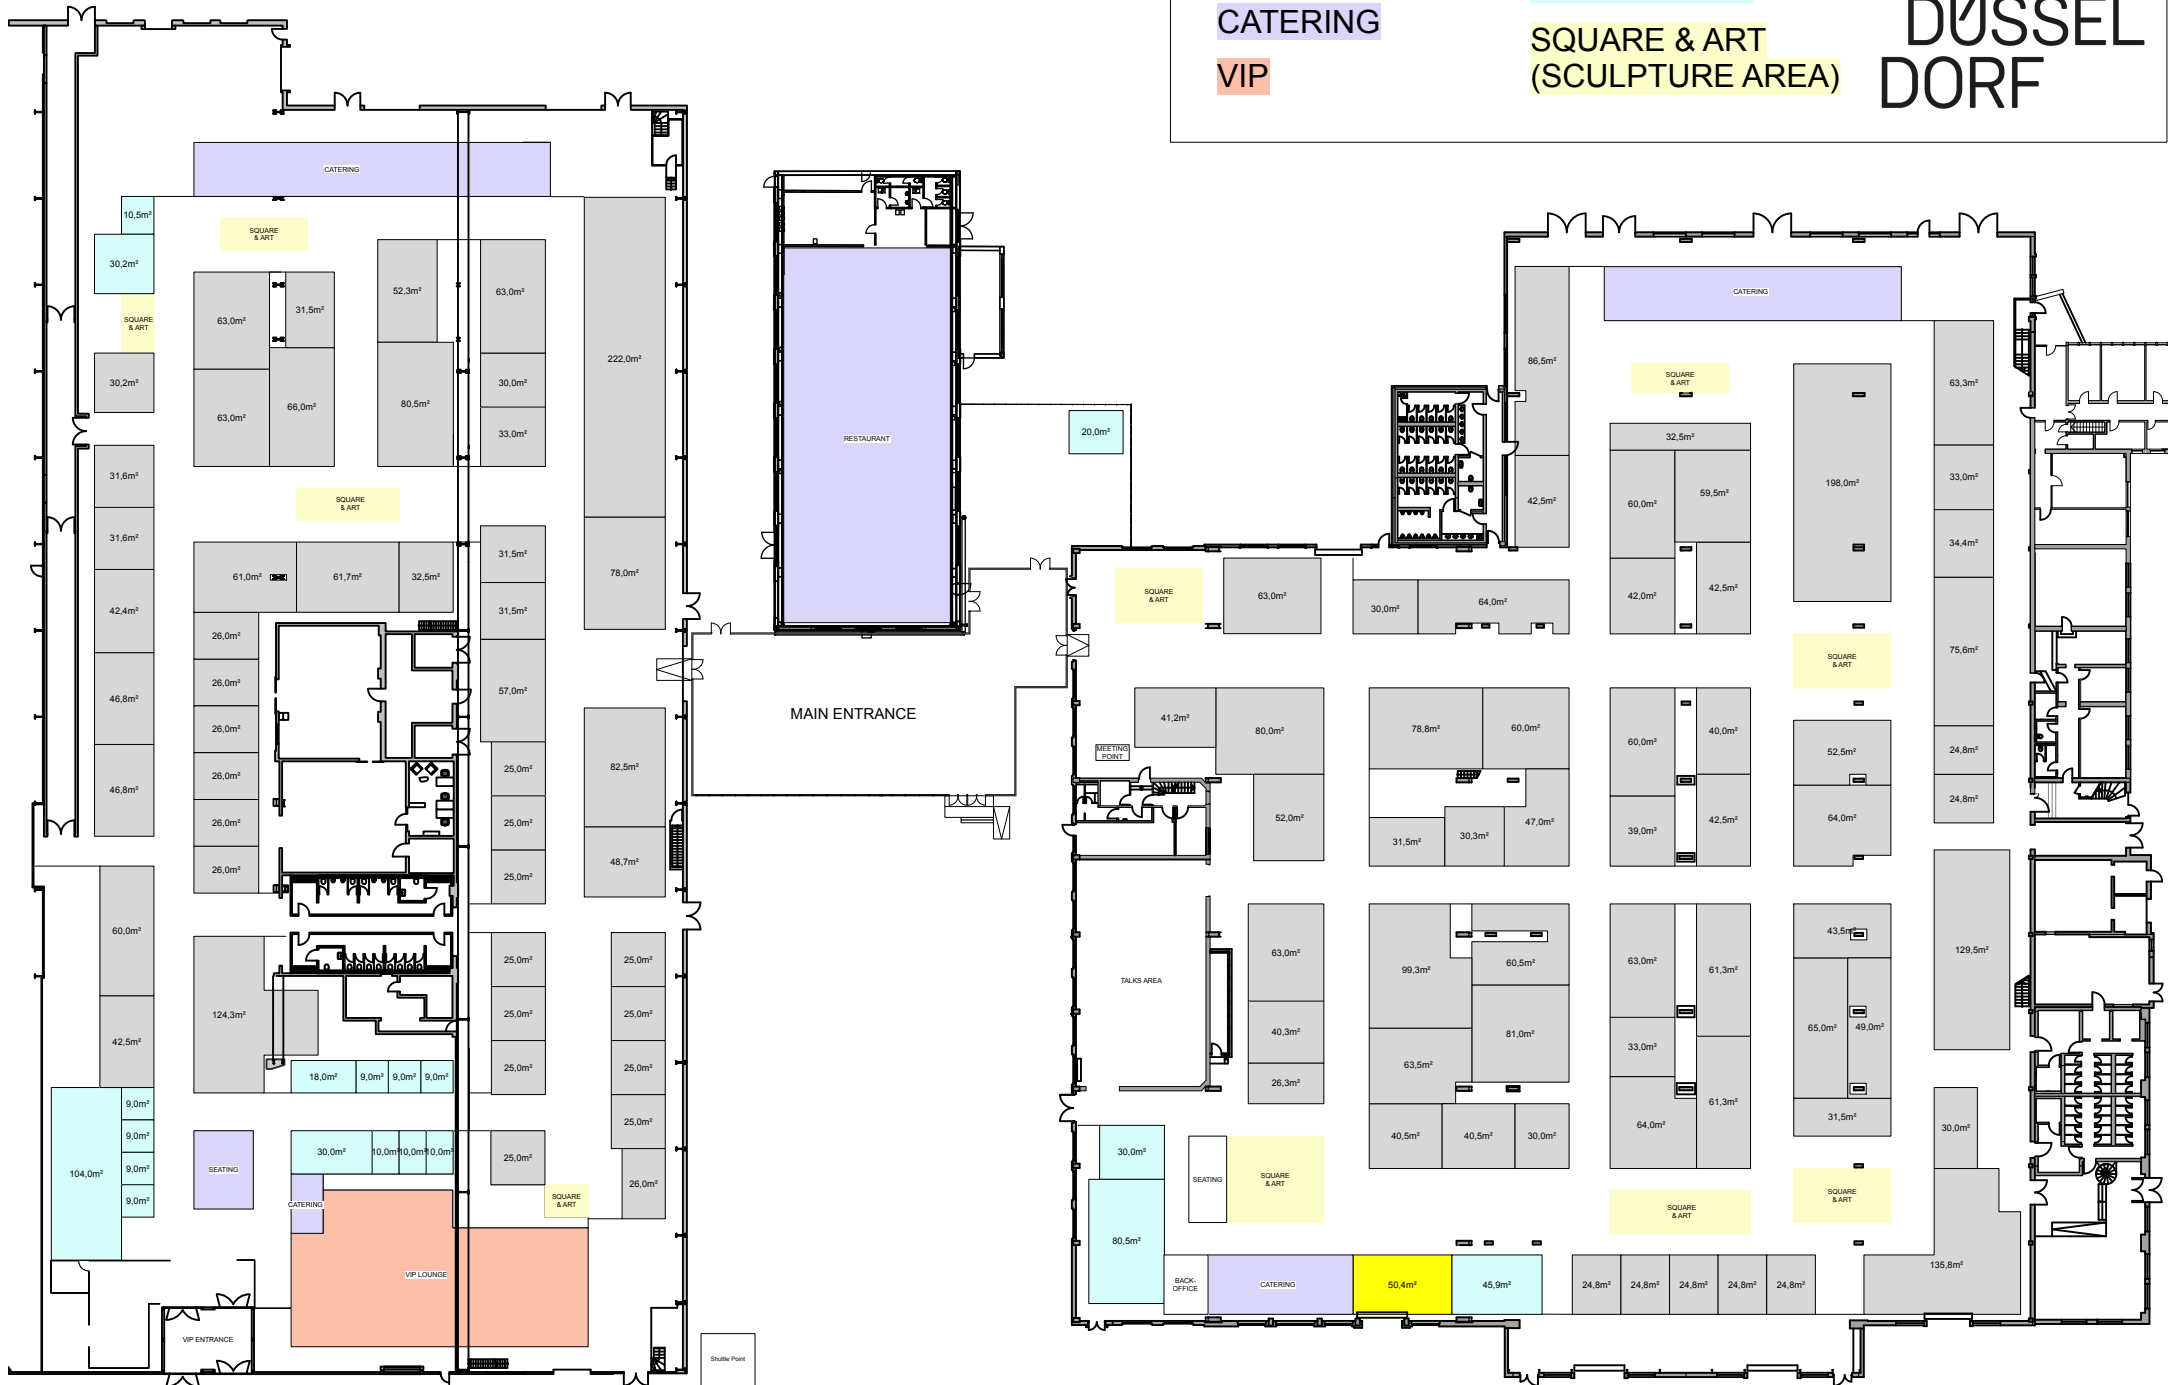 CATERING
VIP
SQUARE & ART
(SCULPTURE AREA)
DÜSSEL
DORF
CATERING
10,5m²
30,2m²
SQUARE
& ART
30,2m²
31,6m²
31,6m²
42,4m²
46,8m²
46,8m²
60,0m²
42,5m²
104,0m²
9,0m²
9,0m²
9,0m²
9,0m²
SQUARE
& ART
63,0m²
31,5m²
63,0m²
66,0m²
52,3m²
80,5m²
63,0m²
30,0m²
33,0m²
222,0m²
78,0m²
SQUARE
& ART
61,0m²
61,7m²
32,5m²
26,0m²
26,0m²
26,0m²
26,0m²
26,0m²
26,0m²
31,5m²
31,5m²
57,0m²
25,0m²
25,0m²
25,0m²
82,5m²
48,7m²
124,3m²
18,0m²
9,0m²
9,0m²
9,0m²
25,0m²
25,0m²
25,0m²
25,0m²
25,0m²
25,0m²
25,0m²
25,0m²
26,0m²
SEATING
30,0m²
10,0m²
10,0m²
10,0m²
CATERING
SQUARE
& ART
VIP LOUNGE
VIP ENTRANCE
Shuttle Point
RESTAURANT
20,0m²
MAIN ENTRANCE
CATERING
86,5m²
42,5m²
SQUARE
& ART
32,5m²
60,0m²
59,5m²
42,0m²
42,5m²
198,0m²
63,3m²
33,0m²
34,4m²
75,6m²
24,8m²
24,8m²
SQUARE
& ART
63,0m²
30,0m²
64,0m²
SQUARE
& ART
41,2m²
80,0m²
MEETING
POINT
52,0m²
78,8m²
60,0m²
31,5m²
30,3m²
47,0m²
60,0m²
40,0m²
39,0m²
42,5m²
52,5m²
64,0m²
TALKS AREA
63,0m²
40,3m²
26,3m²
99,3m²
60,5m²
81,0m²
63,5m²
40,5m²
40,5m²
30,0m²
63,0m²
61,3m²
33,0m²
64,0m²
61,3m²
43,5m²
65,0m²
49,0m²
31,5m²
129,5m²
30,0m²
30,0m²
80,5m²
SEATING
SQUARE
& ART
SQUARE
& ART
SQUARE
& ART
BACK-
OFFICE
CATERING
50,4m²
45,9m²
24,8m²
24,8m²
24,8m²
24,8m²
24,8m²
135,8m²